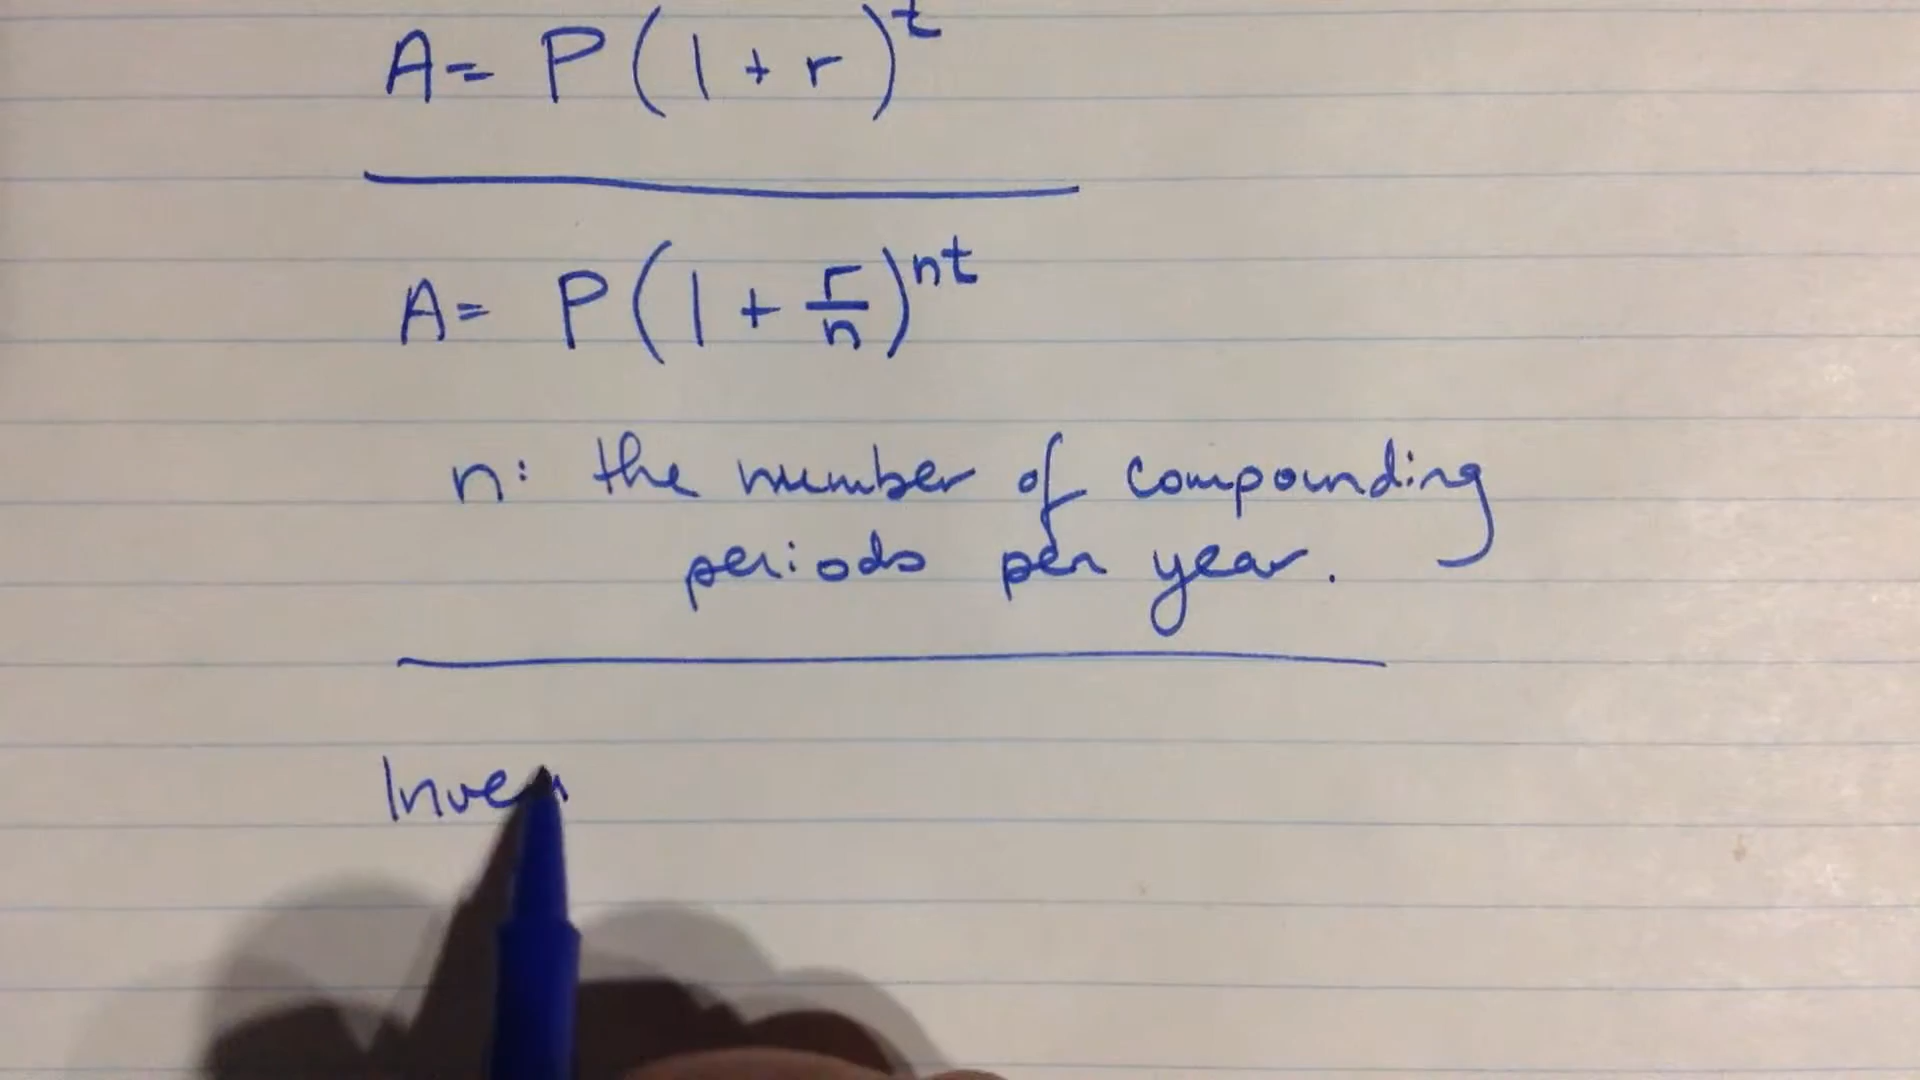 A = P(1 + r)^t
A = P(1 + r/n)^nt
n: the number of compounding
periods per year.